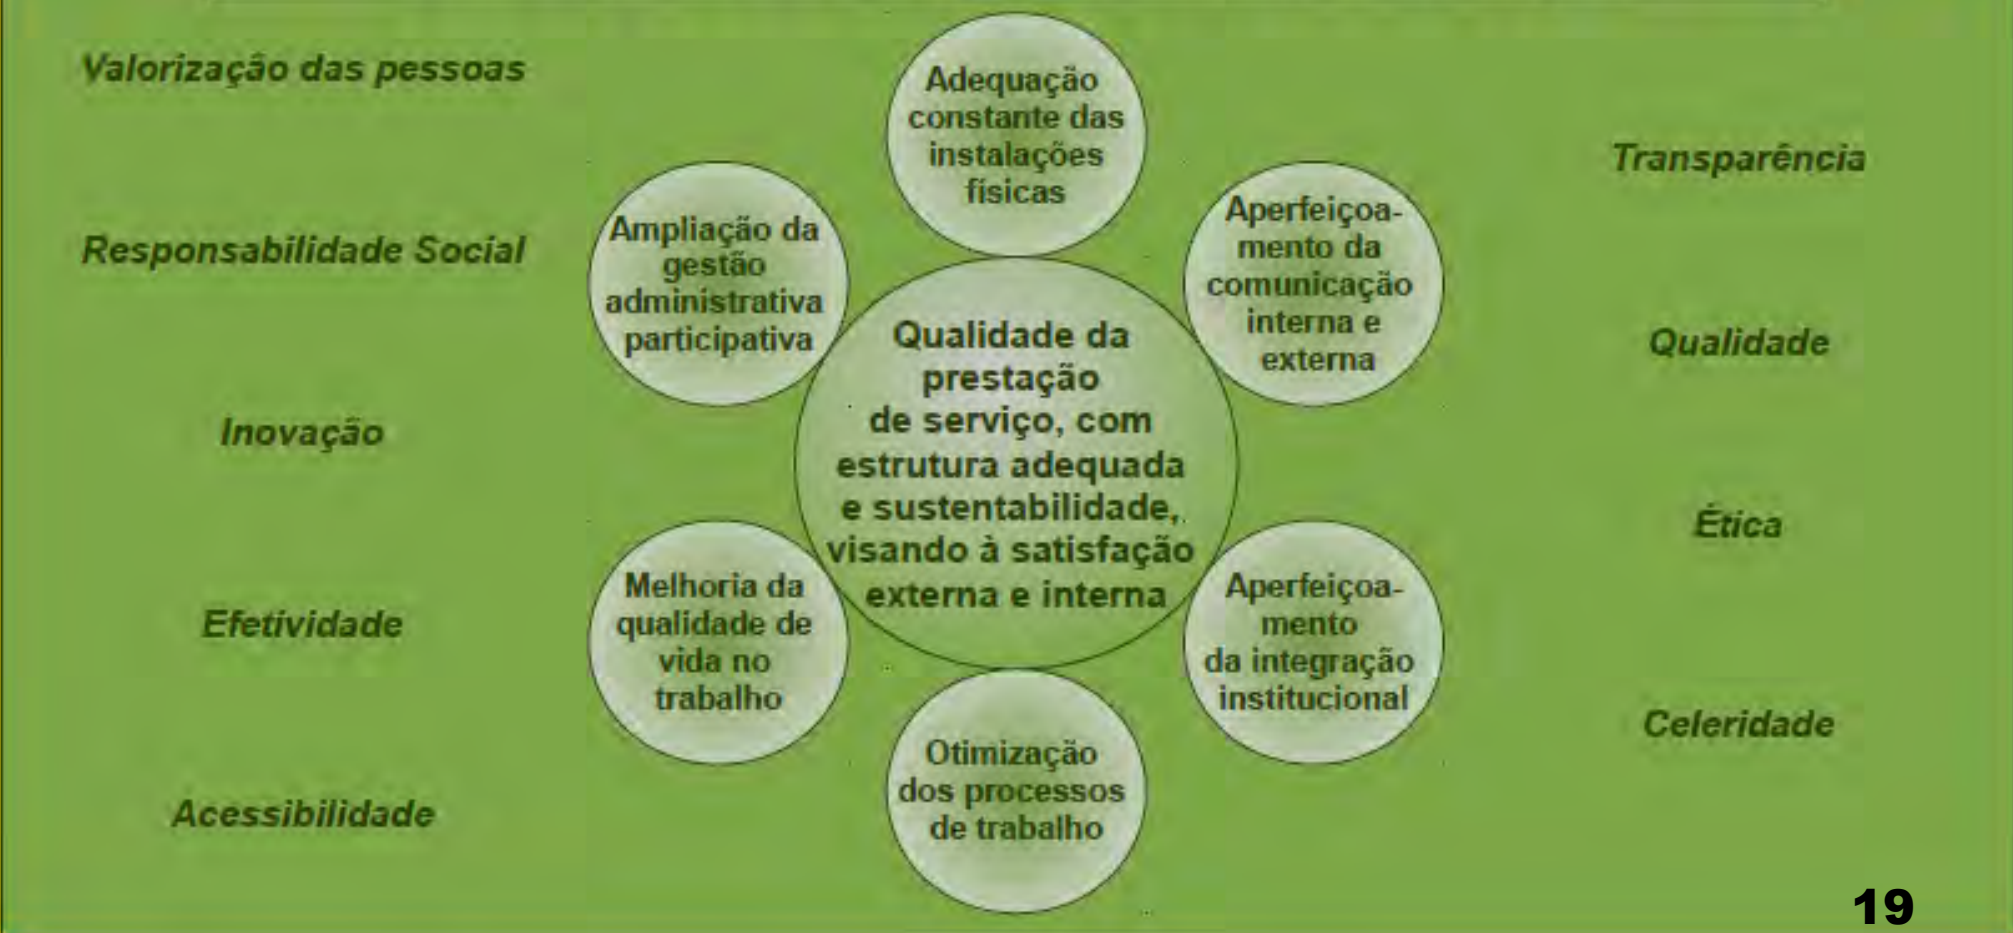 Valorização das pessoas
Responsabilidade Social
Inovação
Efetividade
Acessibilidade
Adequação
constante das
instalações
físicas
Ampliação da
gestão
administrativa
participativa
Aperfeiçoa-
mento da
comunicação
interna e
externa
Qualidade da
prestação
de serviço, com
estrutura adequada
e sustentabilidade,
visando à satisfação
externa e interna
Melhoria da
qualidade de
vida no
trabalho
Aperfeiçoa-
mento
da integração
institucional
Otimização
dos processos
de trabalho
Transparência
Qualidade
Ética
Celeridade
19